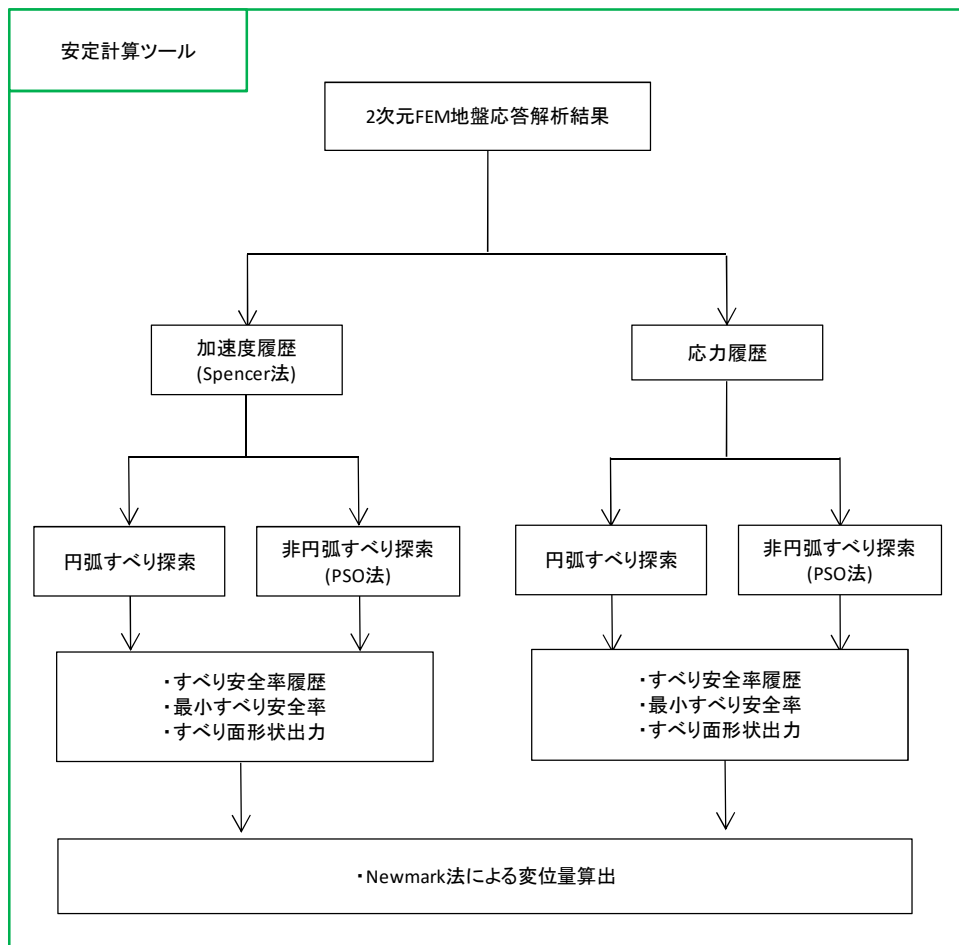 安定計算ツール
2次元FEM地盤応答解析結果
加速度履歴
(Spencer法)
応力履歴
円弧すべり探索
非円弧すべり探索
(PSO法)
円弧すべり探索
非円弧すべり探索
(PSO法)
・すべり安全率履歴
・最小すべり安全率
・すべり面形状出力
・すべり安全率履歴
・最小すべり安全率
・すべり面形状出力
・Newmark法による変位量算出